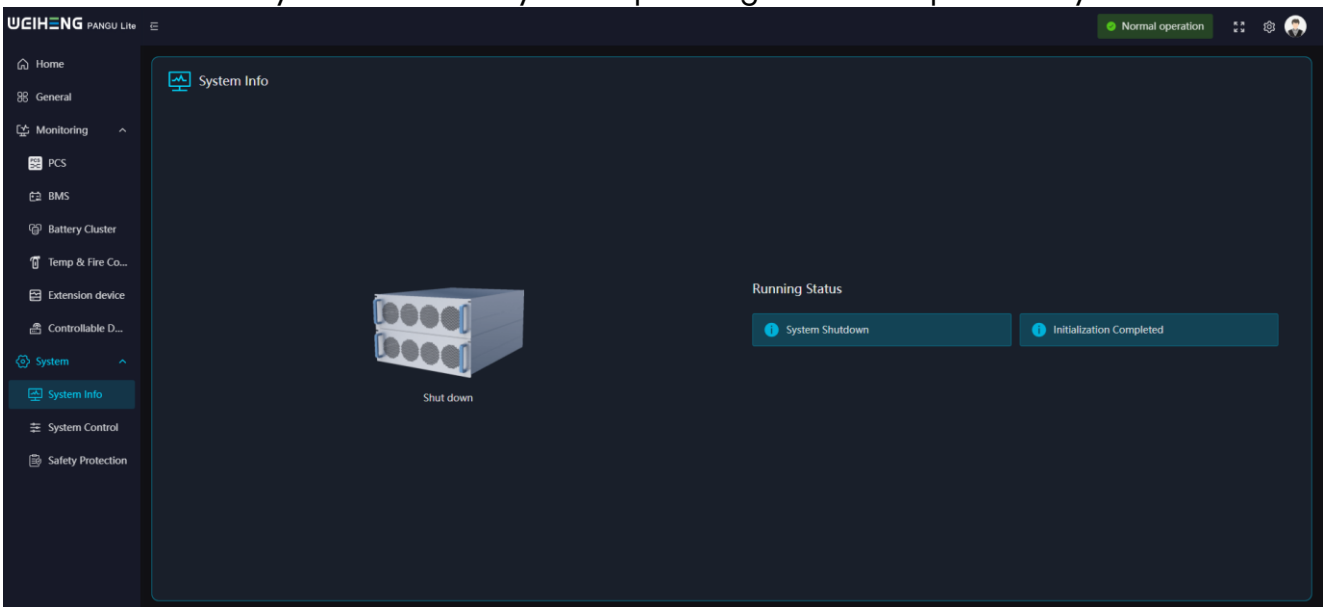 WEIHENG PANGU Lite
Normal operation
Home
General
Monitoring
PCS
BMS
Battery Cluster
Temp & Fire Co...
Extension device
Controllable D...
System
System Info
System Control
Safety Protection
System Info
Shut down
Running Status
System Shutdown
Initialization Completed